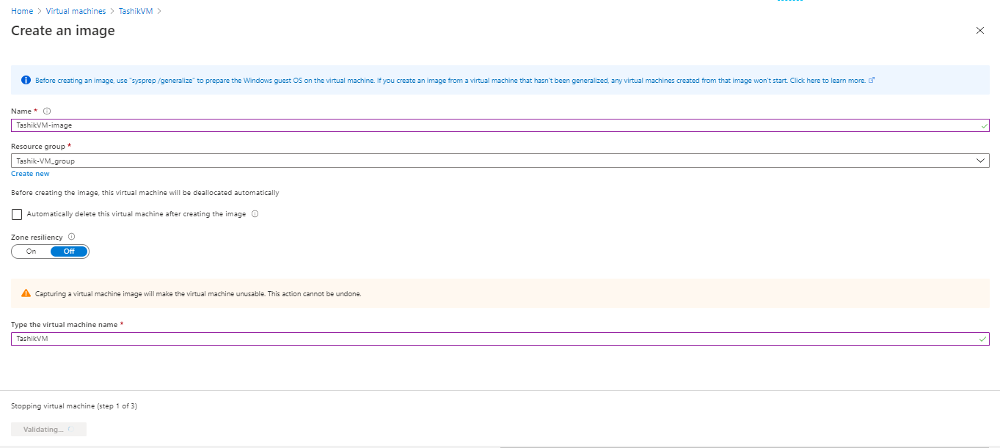 Home > Virtual machines > TashikVM >
Create an image
Before creating an image, use "sysprep /generalize" to prepare the Windows guest OS on the virtual machine. If you create an image from a virtual machine that hasn't been generalized, any virtual machines created from that image won't start. Click here to learn more.
Name *
TashikVM-image
Resource group *
Tashik-VM_group
Create new
Before creating the image, this virtual machine will be deallocated automatically
Automatically delete this virtual machine after creating the image
Zone resiliency
On Off
Capturing a virtual machine image will make the virtual machine unusable. This action cannot be undone.
Type the virtual machine name *
TashikVM
Stopping virtual machine (step 1 of 3)
Validating...